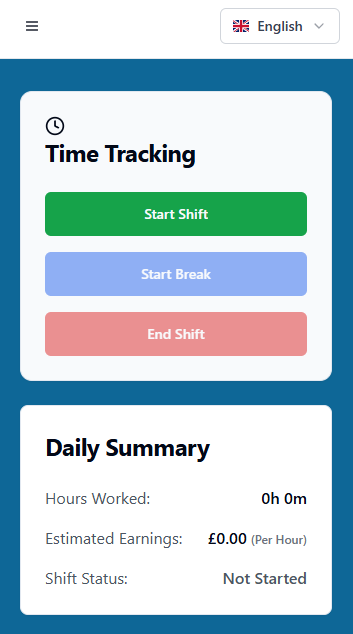 English
Time Tracking
Start Shift
Start Break
End Shift
Daily Summary
Hours Worked: 0h 0m
Estimated Earnings: £0.00 (Per Hour)
Shift Status: Not Started